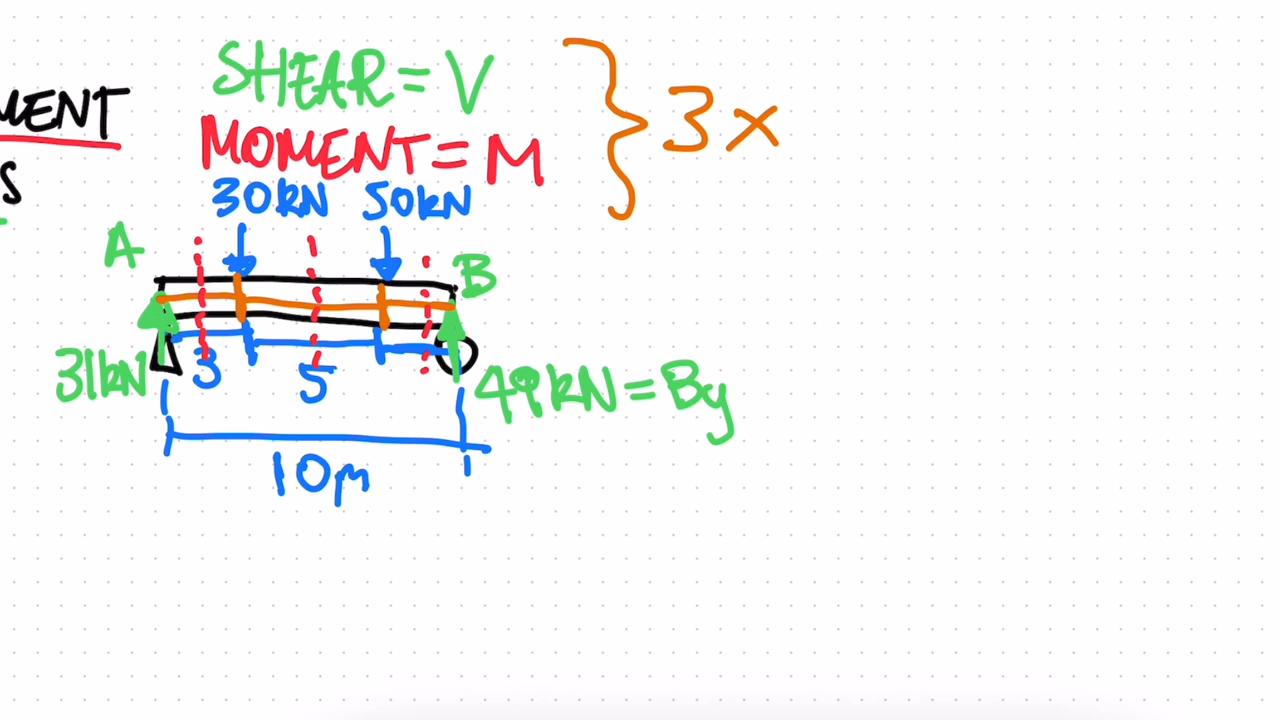 SHEAR = V
MENT
MOMENT = M
} 3x
S
30kN 50kN
A
B
31kN
3
5
49kN = By
10m